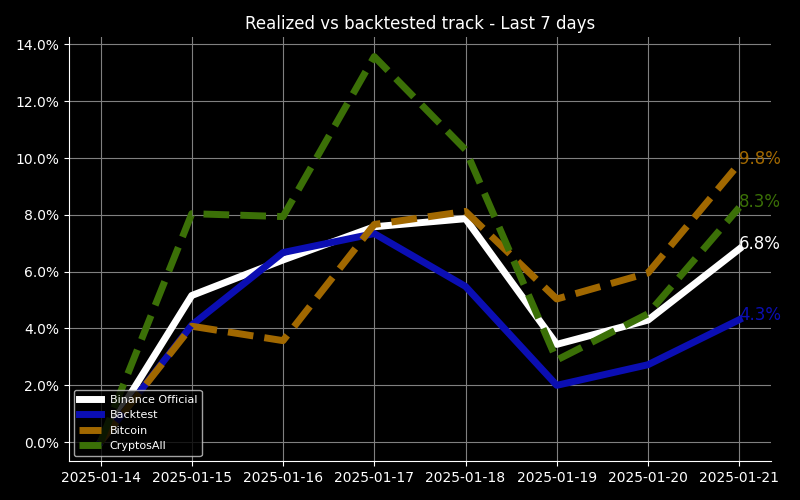 Realized vs backtested track - Last 7 days
14.0%
12.0%
10.0%
8.0%
6.0%
4.0%
2.0%
0.0%
9.8%
8.3%
6.8%
4.3%
Binance Official
Backtest
Bitcoin
CryptosAll
2025-01-14 2025-01-15 2025-01-16 2025-01-17 2025-01-18 2025-01-19 2025-01-20 2025-01-21